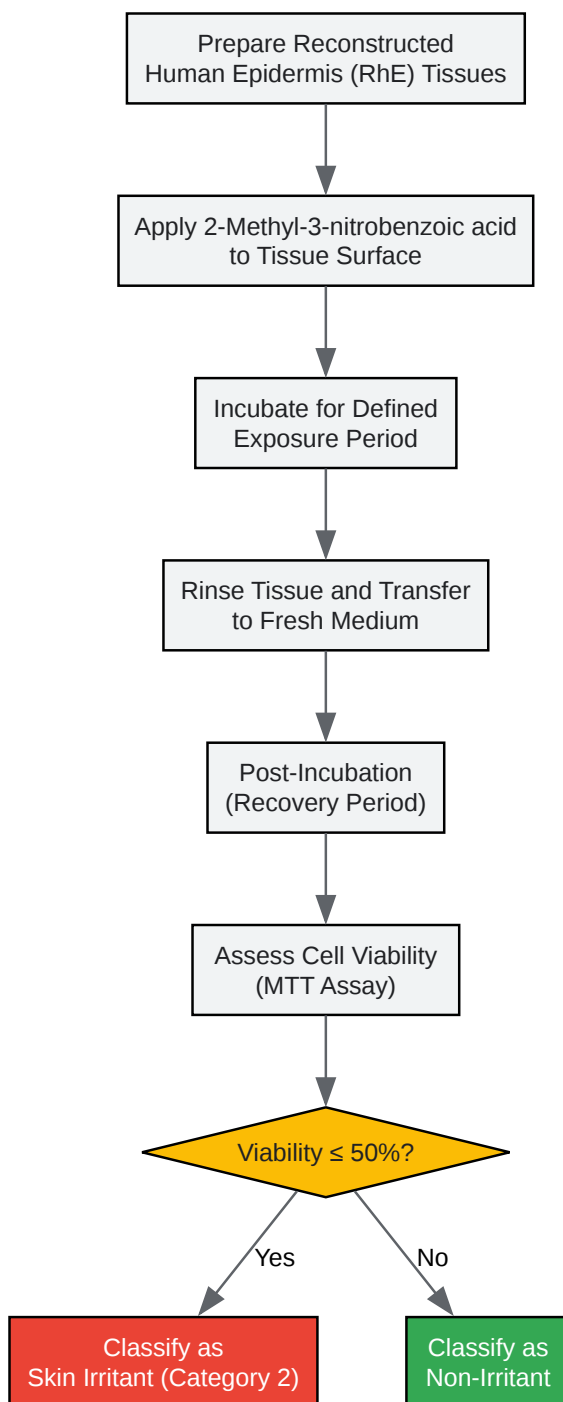 Prepare Reconstructed
Human Epidermis (RhE) Tissues
Apply 2-Methyl-3-nitrobenzoic acid
to Tissue Surface
Incubate for Defined
Exposure Period
Rinse Tissue and Transfer
to Fresh Medium
Post-Incubation
(Recovery Period)
Assess Cell Viability
(MTT Assay)
Viability ≤ 50%?
Yes
No
Classify as
Skin Irritant (Category 2)
Classify as
Non-Irritant